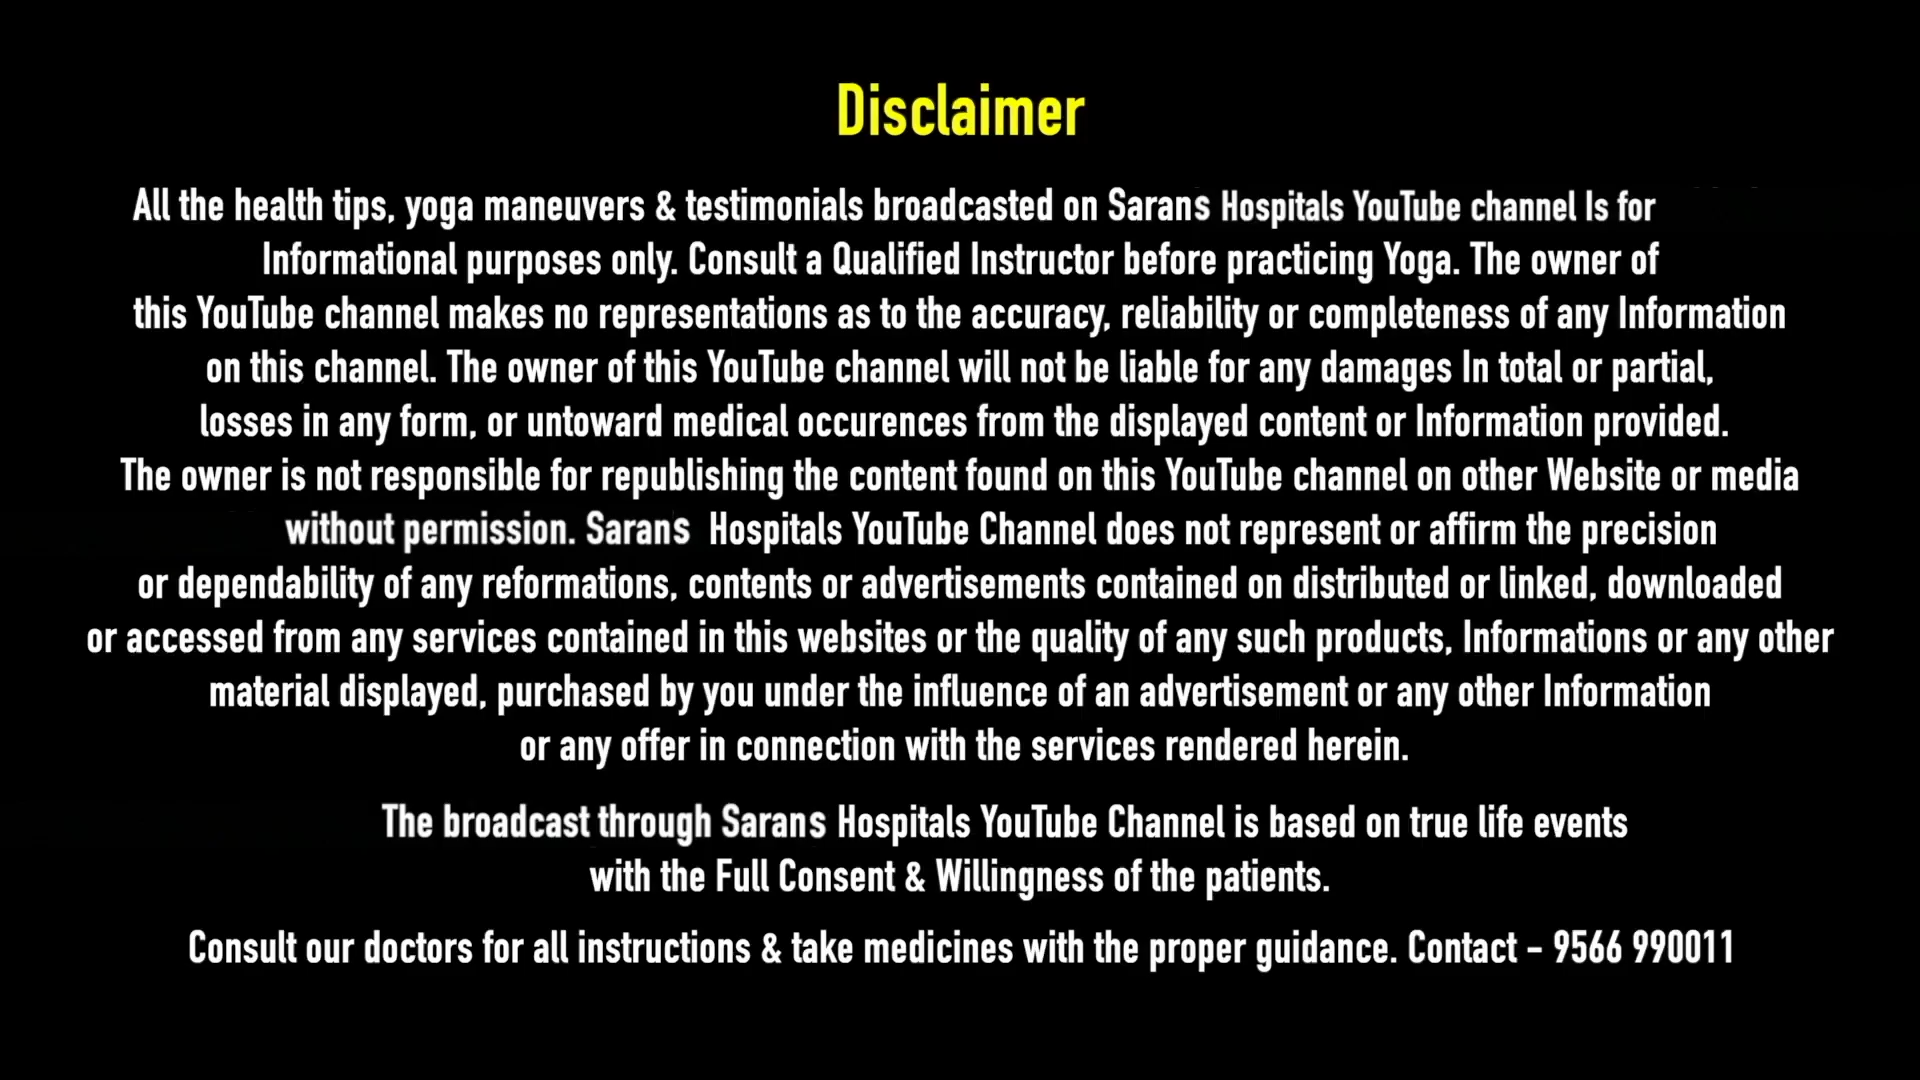 Disclaimer
All the health tips, yoga maneuvers & testimonials broadcasted on Sarans Hospitals YouTube channel Is for
Informational purposes only. Consult a Qualified Instructor before practicing Yoga. The owner of
this YouTube channel makes no representations as to the accuracy, reliability or completeness of any Information
on this channel. The owner of this YouTube channel will not be liable for any damages In total or partial,
losses in any form, or untoward medical occurences from the displayed content or Information provided.
The owner is not responsible for republishing the content found on this YouTube channel on other Website or media
without permission. Sarans Hospitals YouTube Channel does not represent or affirm the precision
or dependability of any reformations, contents or advertisements contained on distributed or linked, downloaded
or accessed from any services contained in this websites or the quality of any such products, Informations or any other
material displayed, purchased by you under the influence of an advertisement or any other Information
or any offer in connection with the services rendered herein.
The broadcast through Sarans Hospitals YouTube Channel is based on true life events
with the Full Consent & Willingness of the patients.
Consult our doctors for all instructions & take medicines with the proper guidance. Contact - 9566 990011